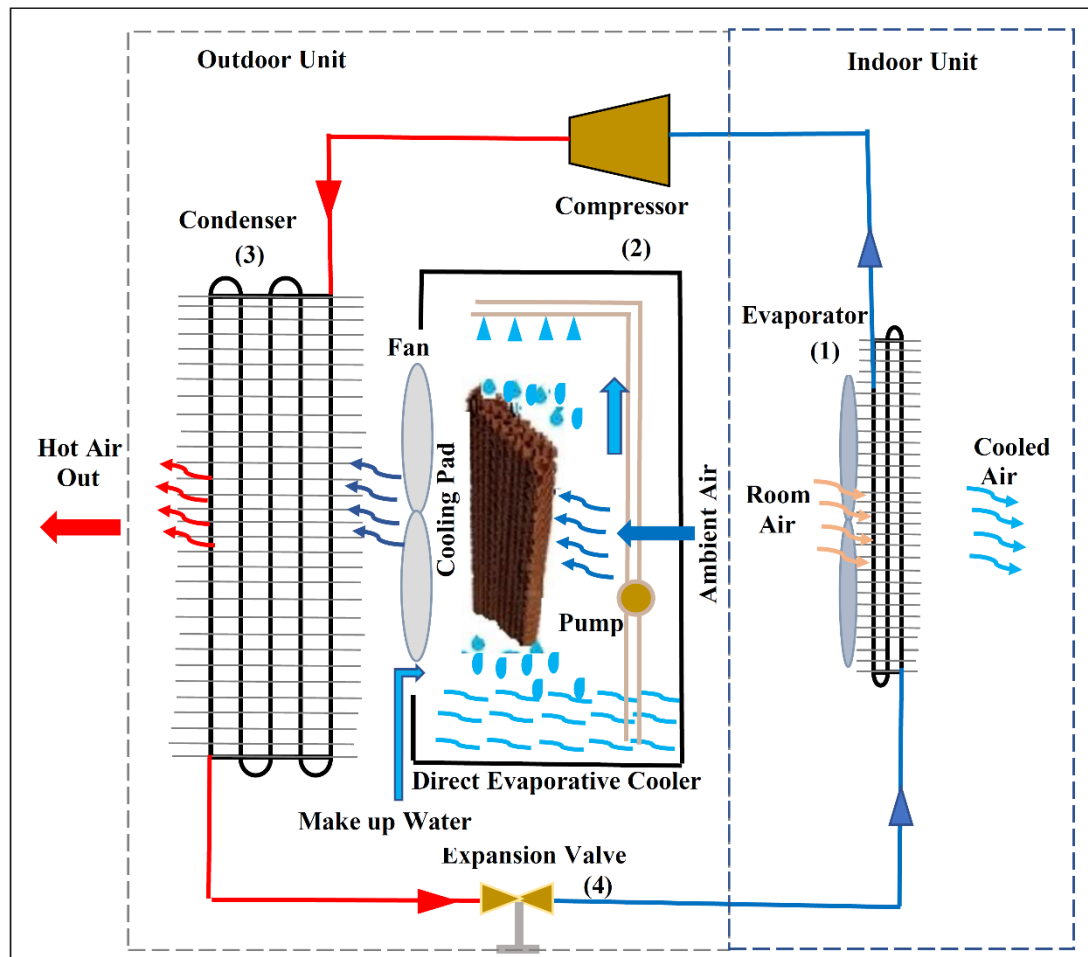 Outdoor Unit
Indoor Unit
Compressor
(2)
Condenser
(3)
Evaporator
(1)
Fan
Cooling Pad
Hot Air
Out
Ambient Air
Room
Air
Cooled
Air
Pump
Direct Evaporative Cooler
Make up Water
Expansion Valve
(4)